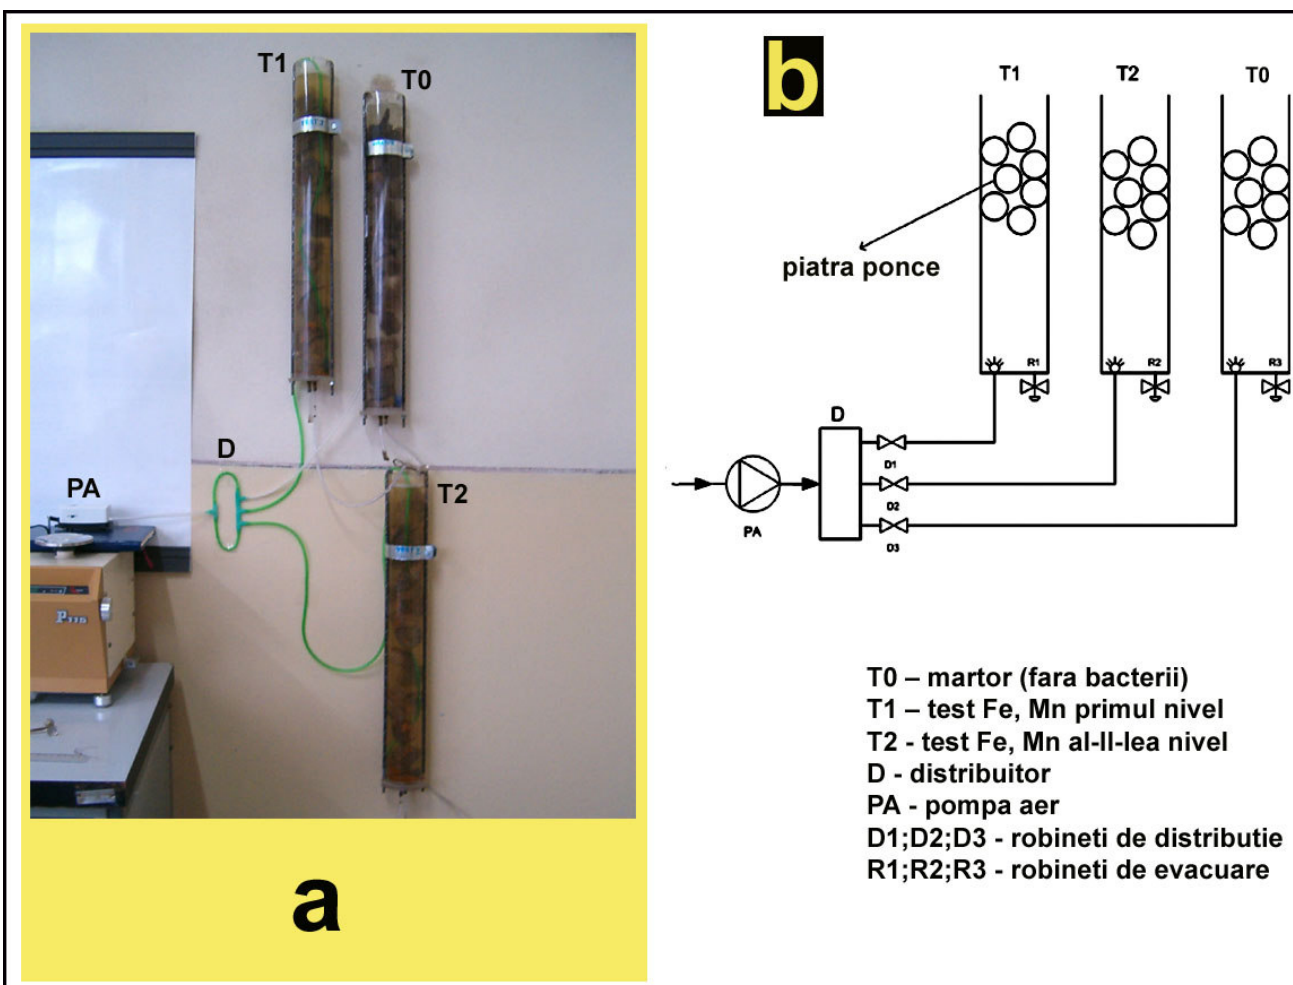 T1
T0
D
PA
T2
P330
a
b
T1 T2 T0
piatra ponce
R1 R2 R3
D
D1
D2
D3
PA
T0 – martor (fara bacterii)
T1 – test Fe, Mn primul nivel
T2 - test Fe, Mn al-II-lea nivel
D - distribuitor
PA - pompa aer
D1;D2;D3 - robineti de distributie
R1;R2;R3 - robineti de evacuare